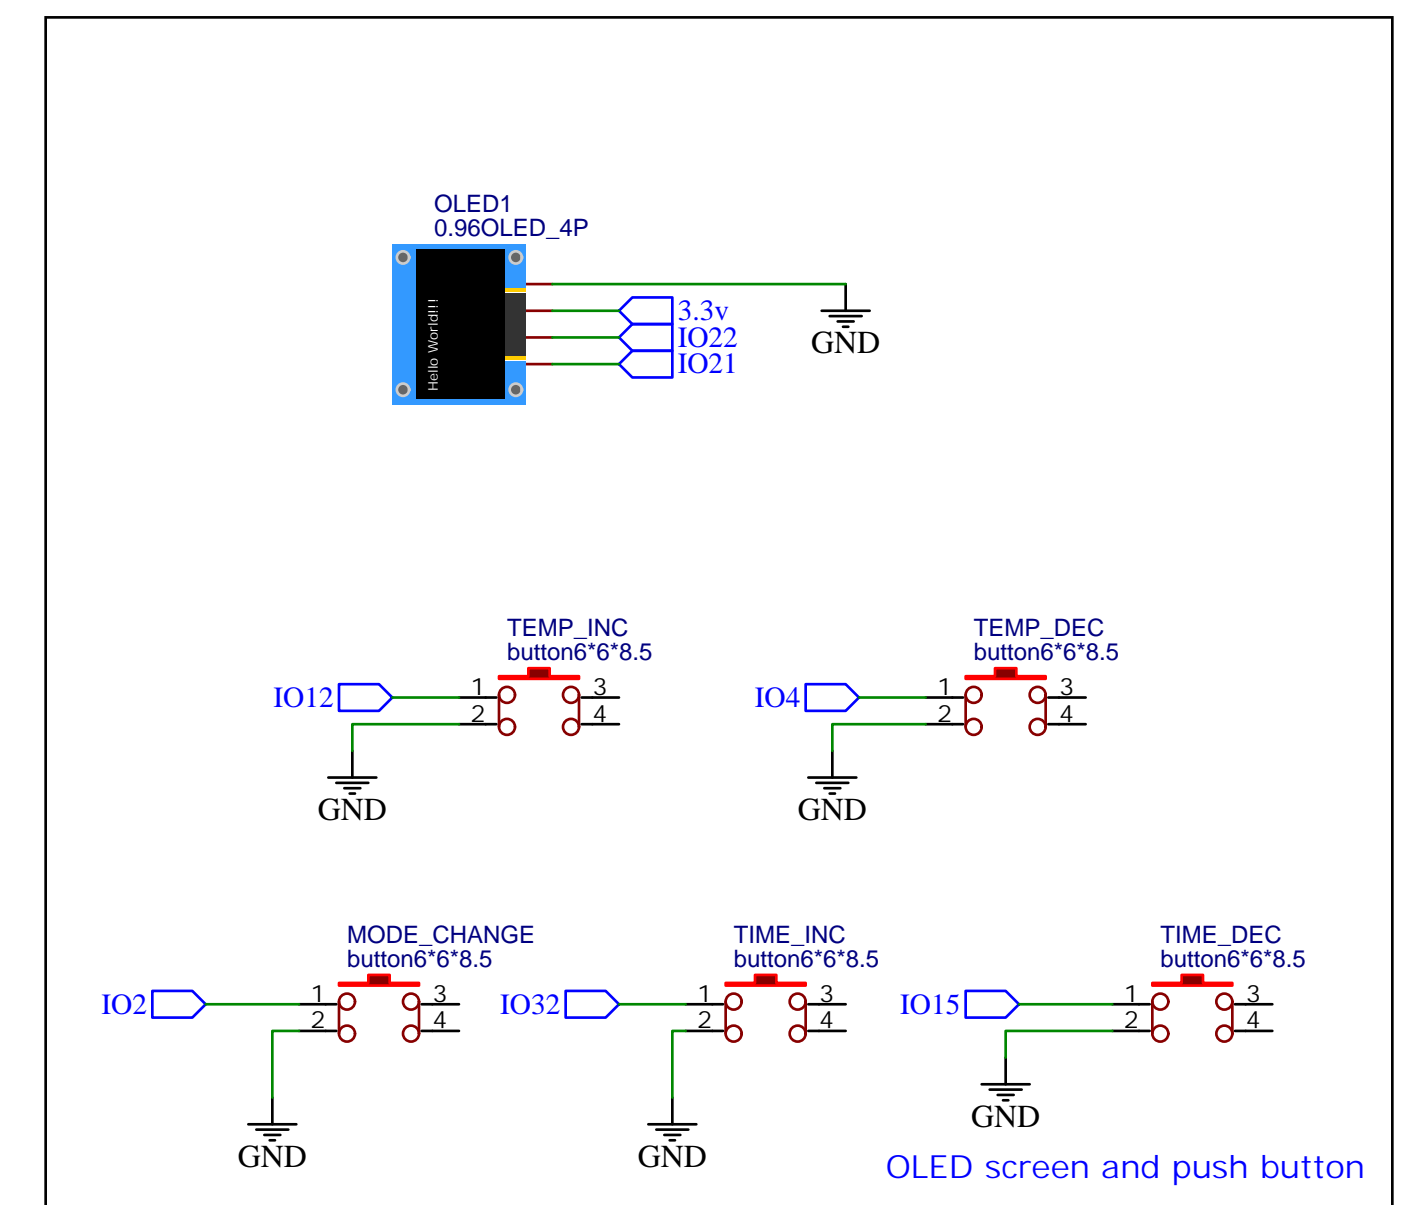 OLED1
0.96OLED_4P
Hello World!!!
3.3v
IO22
IO21
GND
TEMP_INC
button6*6*8.5
IO12
1
2
3
4
GND
TEMP_DEC
button6*6*8.5
IO4
1
2
3
4
GND
MODE_CHANGE
button6*6*8.5
IO2
1
2
3
4
GND
TIME_INC
button6*6*8.5
IO32
1
2
3
4
GND
TIME_DEC
button6*6*8.5
IO15
1
2
3
4
GND
OLED screen and push button